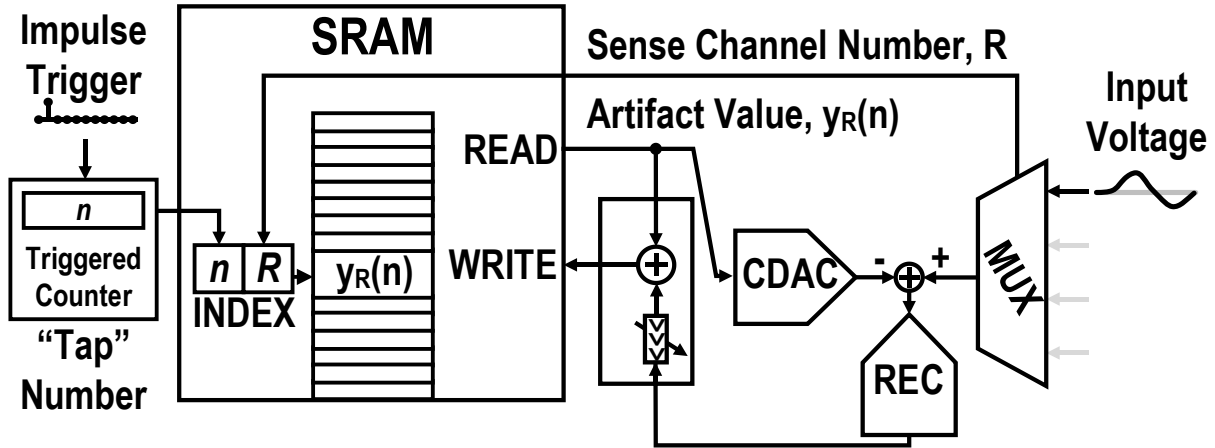 Impulse
Trigger
n
Triggered
Counter
“Tap”
Number
SRAM
n R
INDEX
yR(n)
READ
WRITE
Sense Channel Number, R
Artifact Value, yR(n)
<<<
CDAC
-
+
REC
MUX
Input
Voltage